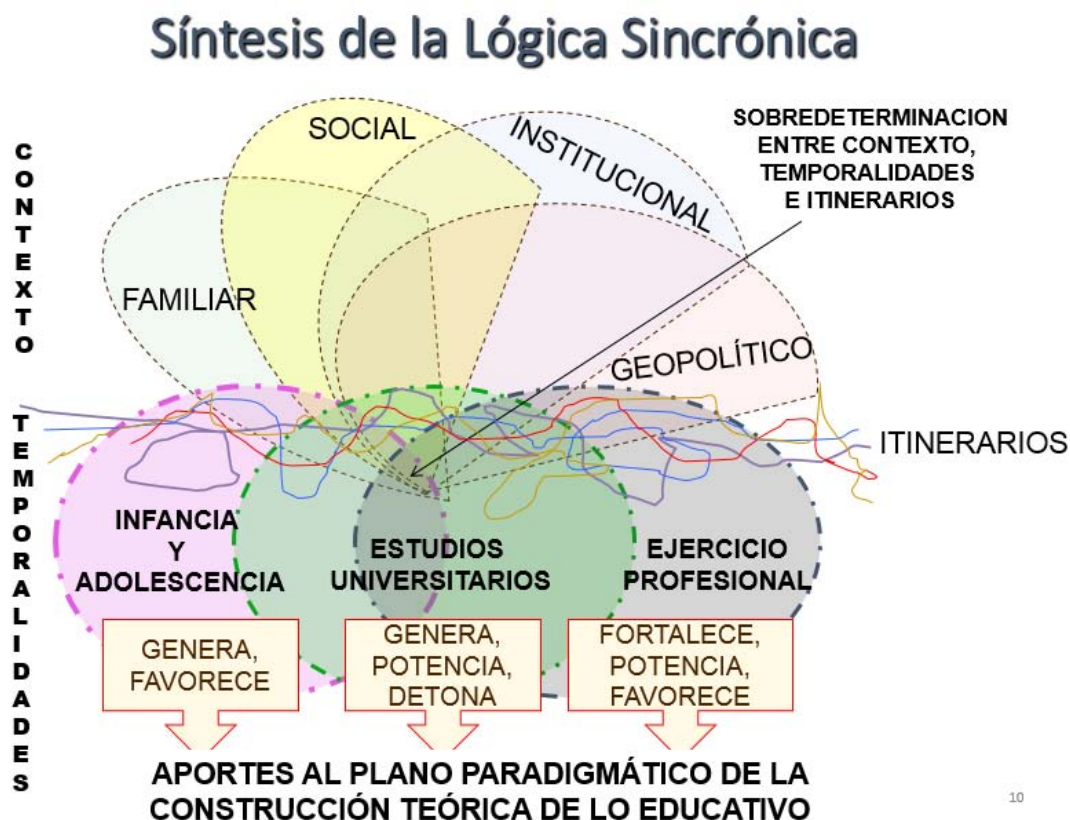 Síntesis de la Lógica Sincrónica
CONTEXTO
SOCIAL
INSTITUCIONAL
SOBREDETERMINACION
ENTRE CONTEXTO,
TEMPORALIDADES
E ITINERARIOS
FAMILIAR
GEOPOLÍTICO
TEMPORALIDADES
ITINERARIOS
INFANCIA
Y
ADOLESCENCIA
ESTUDIOS
UNIVERSITARIOS
EJERCICIO
PROFESIONAL
GENERA,
FAVORECE
GENERA,
POTENCIA,
DETONA
FORTALECE,
POTENCIA,
FAVORECE
APORTES AL PLANO PARADIGMÁTICO DE LA
CONSTRUCCIÓN TEÓRICA DE LO EDUCATIVO
10